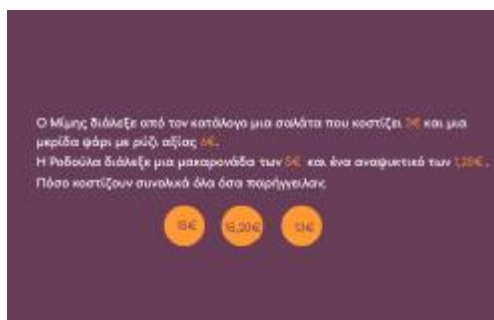 Ο Μίμης διάλεξε από τον κατάλογο μια σαλάτα που κοστίζει 3€ και μια
μερίδα ψάρι με ρύζι αξίας 6€.
Η Ροδούλα διάλεξε μια μακαρονάδα των 5€ και ένα αναψυκτικό των 1,20€.
Πόσο κοστίζουν συνολικά όλα όσα παρήγγειλαν;
15€ 15,20€ 13€